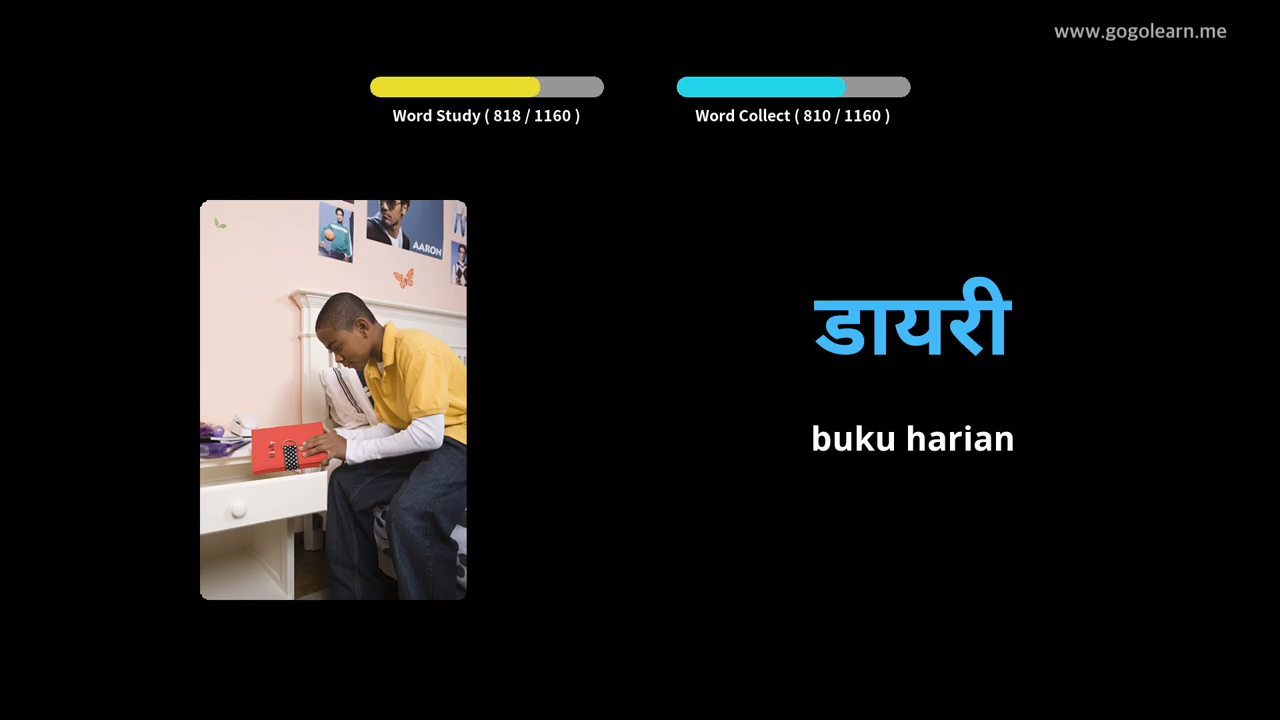 www.gogolearn.me
Word Study ( 818 / 1160 )
Word Collect ( 810 / 1160 )
AARON
डायरी
buku harian